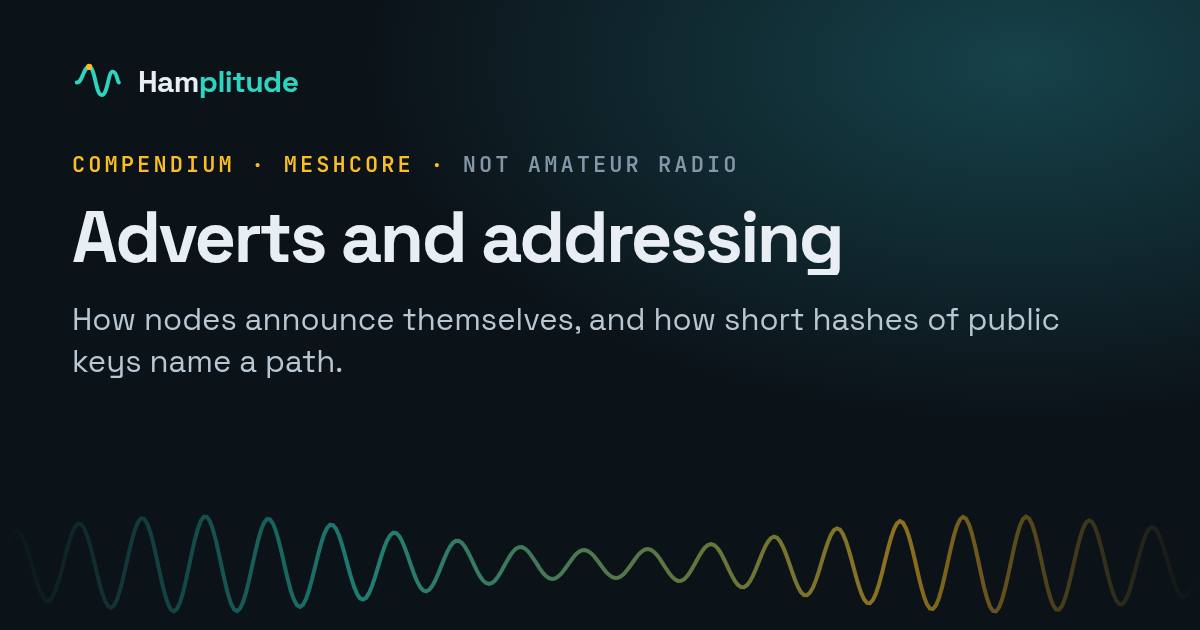 Hamplitude
COMPENDIUM · MESHCORE · NOT AMATEUR RADIO
Adverts and addressing
How nodes announce themselves, and how short hashes of public
keys name a path.